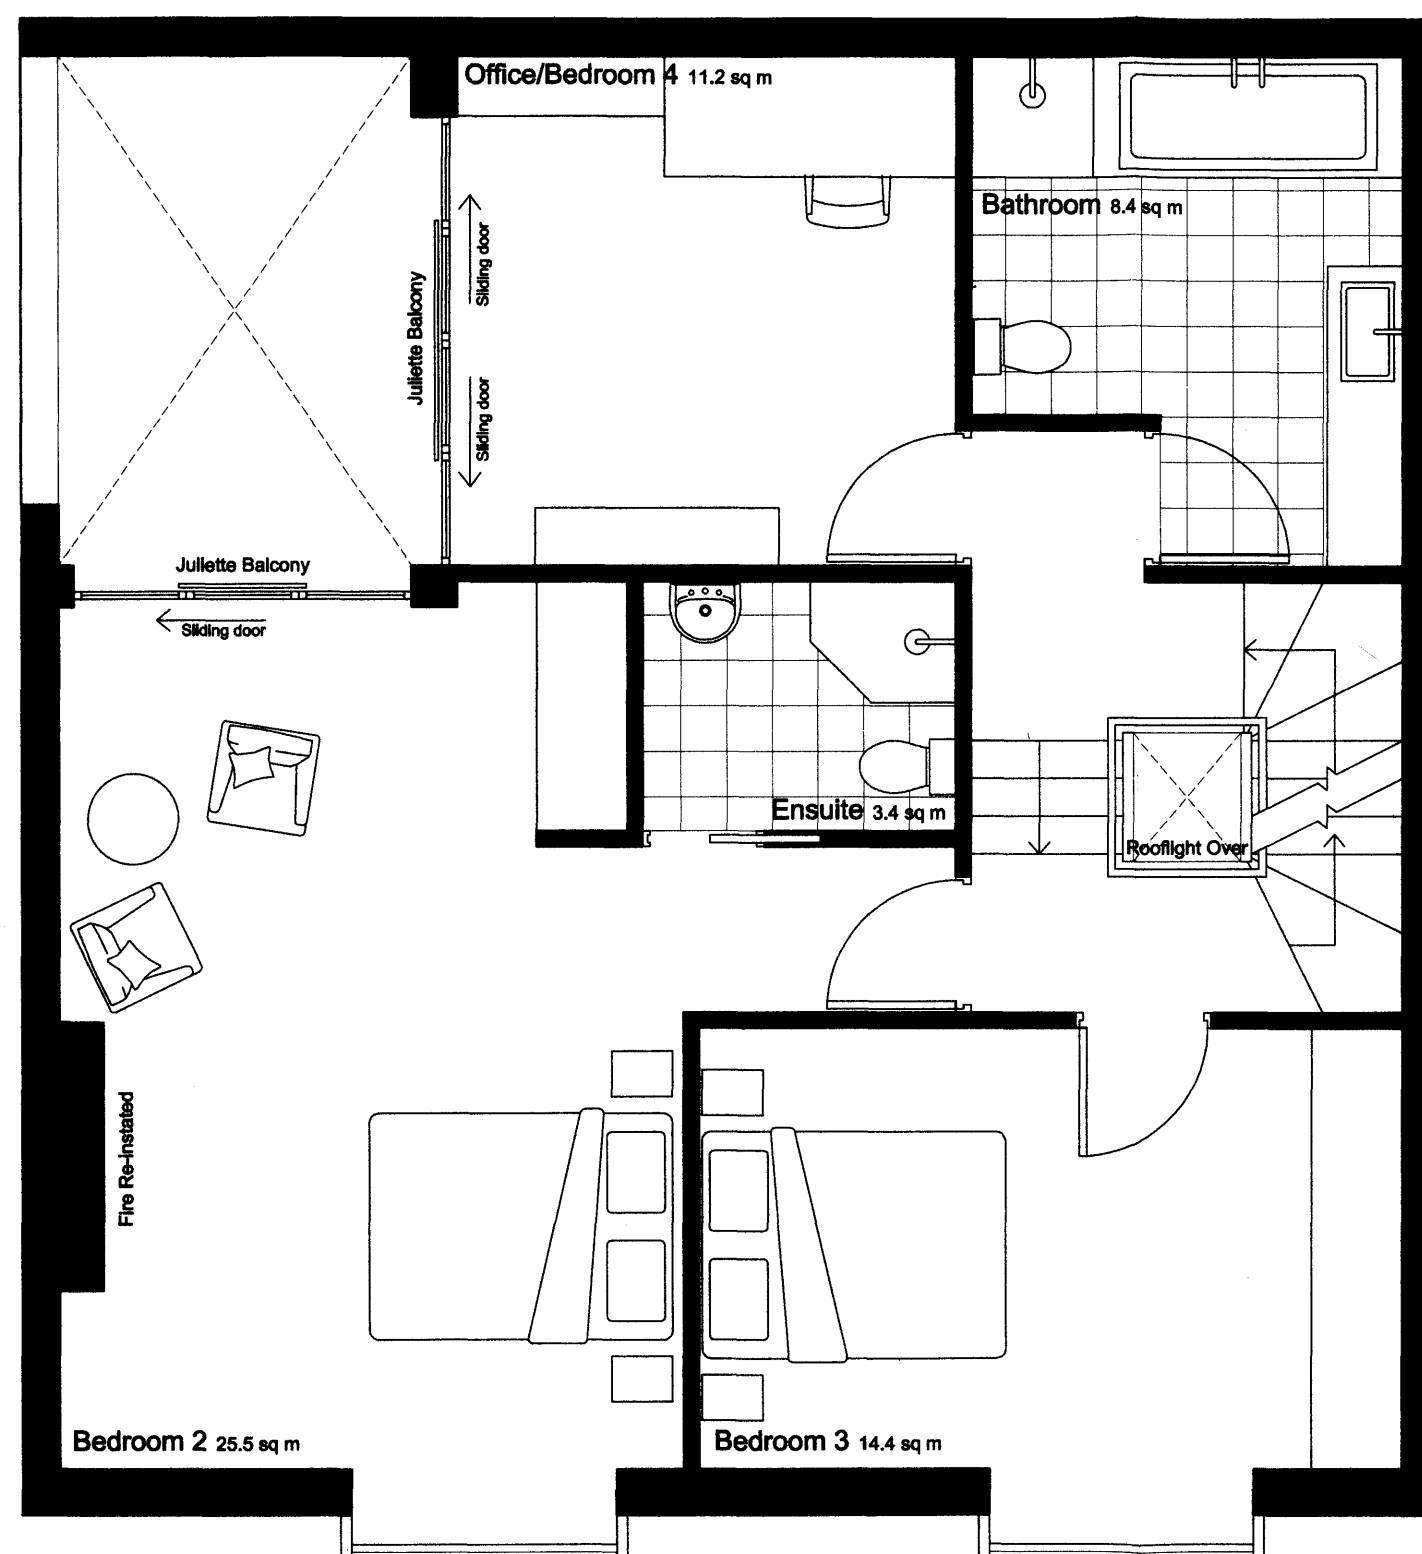 Office/Bedroom 4 11.2 sq m
Bathroom 8.4 sq m
Sliding door
Juliette Balcony
Sliding door
Juliette Balcony
Sliding door
Ensuite 3.4 sq m
Rooflight Over
Fire Re-instated
Bedroom 2 25.5 sq m
Bedroom 3 14.4 sq m